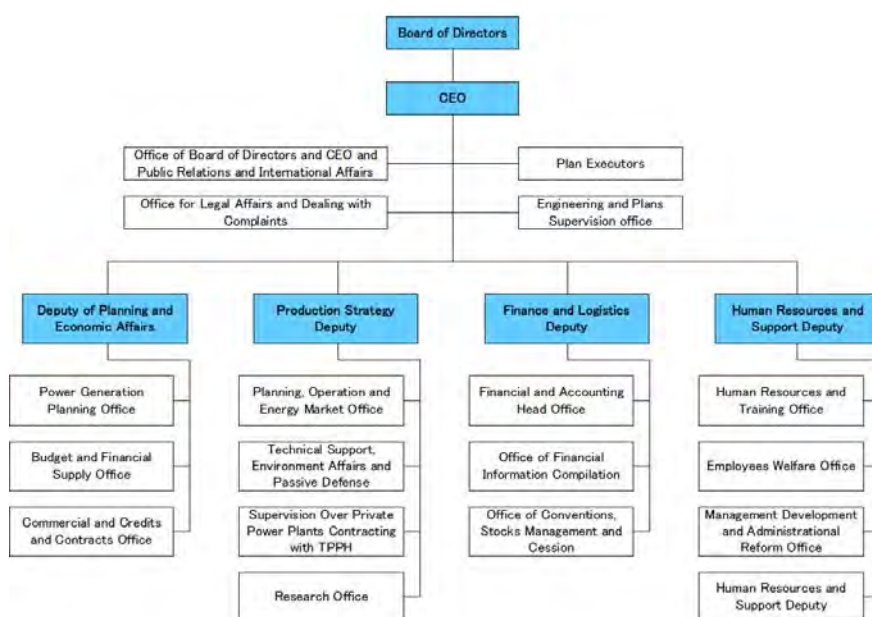 Board of Directors
CEO
Office of Board of Directors and CEO and
Public Relations and International Affairs
Plan Executors
Office for Legal Affairs and Dealing with
Complaints
Engineering and Plans
Supervision office
Deputy of Planning and
Economic Affairs
Production Strategy
Deputy
Finance and Logistics
Deputy
Human Resources and
Support Deputy
Power Generation
Planning Office
Planning, Operation and
Energy Market Office
Financial and Accounting
Head Office
Human Resources and
Training Office
Budget and Financial
Supply Office
Technical Support,
Environment Affairs and
Passive Defense
Office of Financial
Information Compilation
Employees Welfare Office
Commercial and Credits
and Contracts Office
Supervision Over Private
Power Plants Contracting
with TPPH
Office of Conventions,
Stocks Management and
Cession
Management Development
and Administrational
Reform Office
Research Office
Human Resources and
Support Deputy